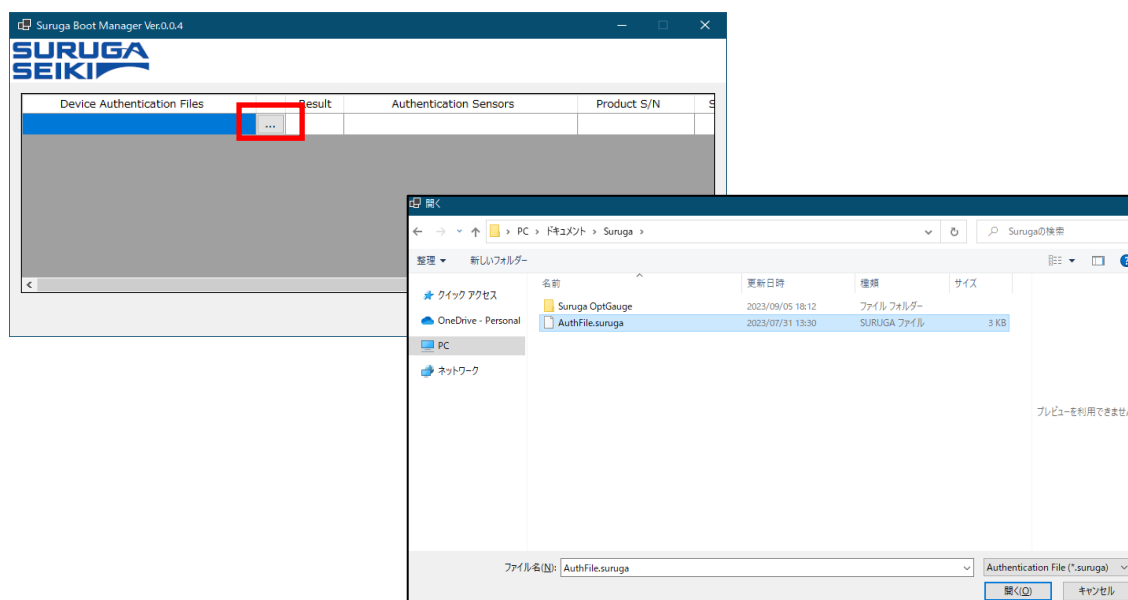 Suruga Boot Manager Ver.0.0.4
SURUGA
SEIKI
Device Authentication Files Result Authentication Sensors Product S/N S
...
開く
PC > ドキュメント > Suruga >
Surugaの検索
整理 新しいフォルダー
名前 更新日時 種類 サイズ
クイック アクセス
Suruga OptGauge 2023/09/05 18:12 ファイル フォルダー
OneDrive - Personal
AuthFile.suruga 2023/07/31 13:30 SURUGA ファイル 3 KB
PC
ネットワーク
プレビューを利用できません
ファイル名(N): AuthFile.suruga Authentication File (*.suruga)
開く(O) キャンセル